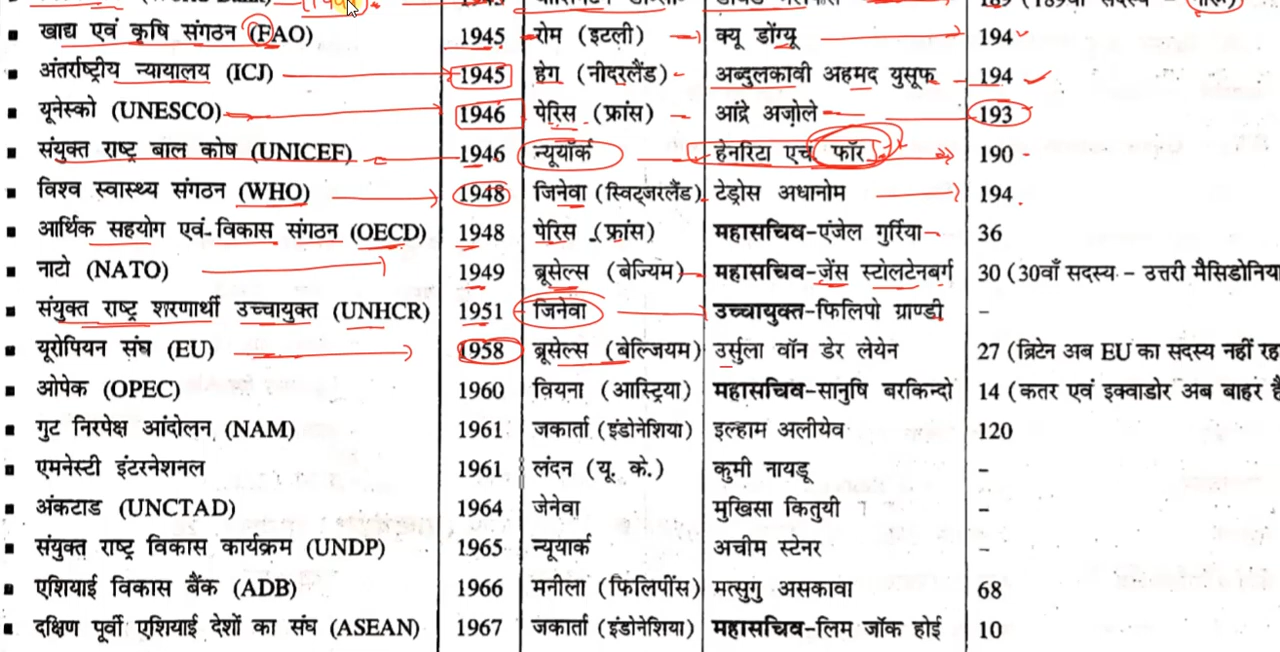 1945 189 (189वाँ सदस्य -
खाद्य एवं कृषि संगठन (FAO) 1945 रोम (इटली) क्यू डोंग्यू 194
अंतर्राष्ट्रीय न्यायालय (ICJ) 1945 हेग (नीदरलैंड) अब्दुलकावी अहमद युसूफ 194
यूनेस्को (UNESCO) 1946 पेरिस (फ्रांस) आंद्रे अजोले 193
संयुक्त राष्ट्र बाल कोष (UNICEF) 1946 न्यूयॉर्क हेनरिटा एच फॉर 190
विश्व स्वास्थ्य संगठन (WHO) 1948 जिनेवा (स्विट्जरलैंड) टेड्रोस अधानोम 194
आर्थिक सहयोग एवं विकास संगठन (OECD) 1948 पेरिस (फ्रांस) महासचिव-एंजेल गुर्रिया 36
नाटो (NATO) 1949 ब्रूसेल्स (बेज्यिम) महासचिव-जेंस स्टोलटेनबर्ग 30 (30वाँ सदस्य - उत्तरी मैसिडोनिया
संयुक्त राष्ट्र शरणार्थी उच्चायुक्त (UNHCR) 1951 जिनेवा उच्चायुक्त-फिलिपो ग्राण्डी -
यूरोपियन संघ (EU) 1958 ब्रूसेल्स (बेल्जियम) उर्सुला वॉन डेर लेयेन 27 (ब्रिटेन अब EU का सदस्य नहीं रह
ओपेक (OPEC) 1960 वियना (आस्ट्रिया) महासचिव-सानुषि बरकिन्दो 14 (कतर एवं इक्वाडोर अब बाहर है
गुट निरपेक्ष आंदोलन (NAM) 1961 जकार्ता (इंडोनेशिया) इल्हाम अलीयेव 120
एमनेस्टी इंटरनेशनल 1961 लंदन (यू. के.) कुमी नायडू -
अंकटाड (UNCTAD) 1964 जेनेवा मुखिसा कितुयी -
संयुक्त राष्ट्र विकास कार्यक्रम (UNDP) 1965 न्यूयार्क अचीम स्टेनर -
एशियाई विकास बैंक (ADB) 1966 मनीला (फिलिपींस) मत्सुगु असकावा 68
दक्षिण पूर्वी एशियाई देशों का संघ (ASEAN) 1967 जकार्ता (इंडोनेशिया) महासचिव-लिम जॉक होई 10